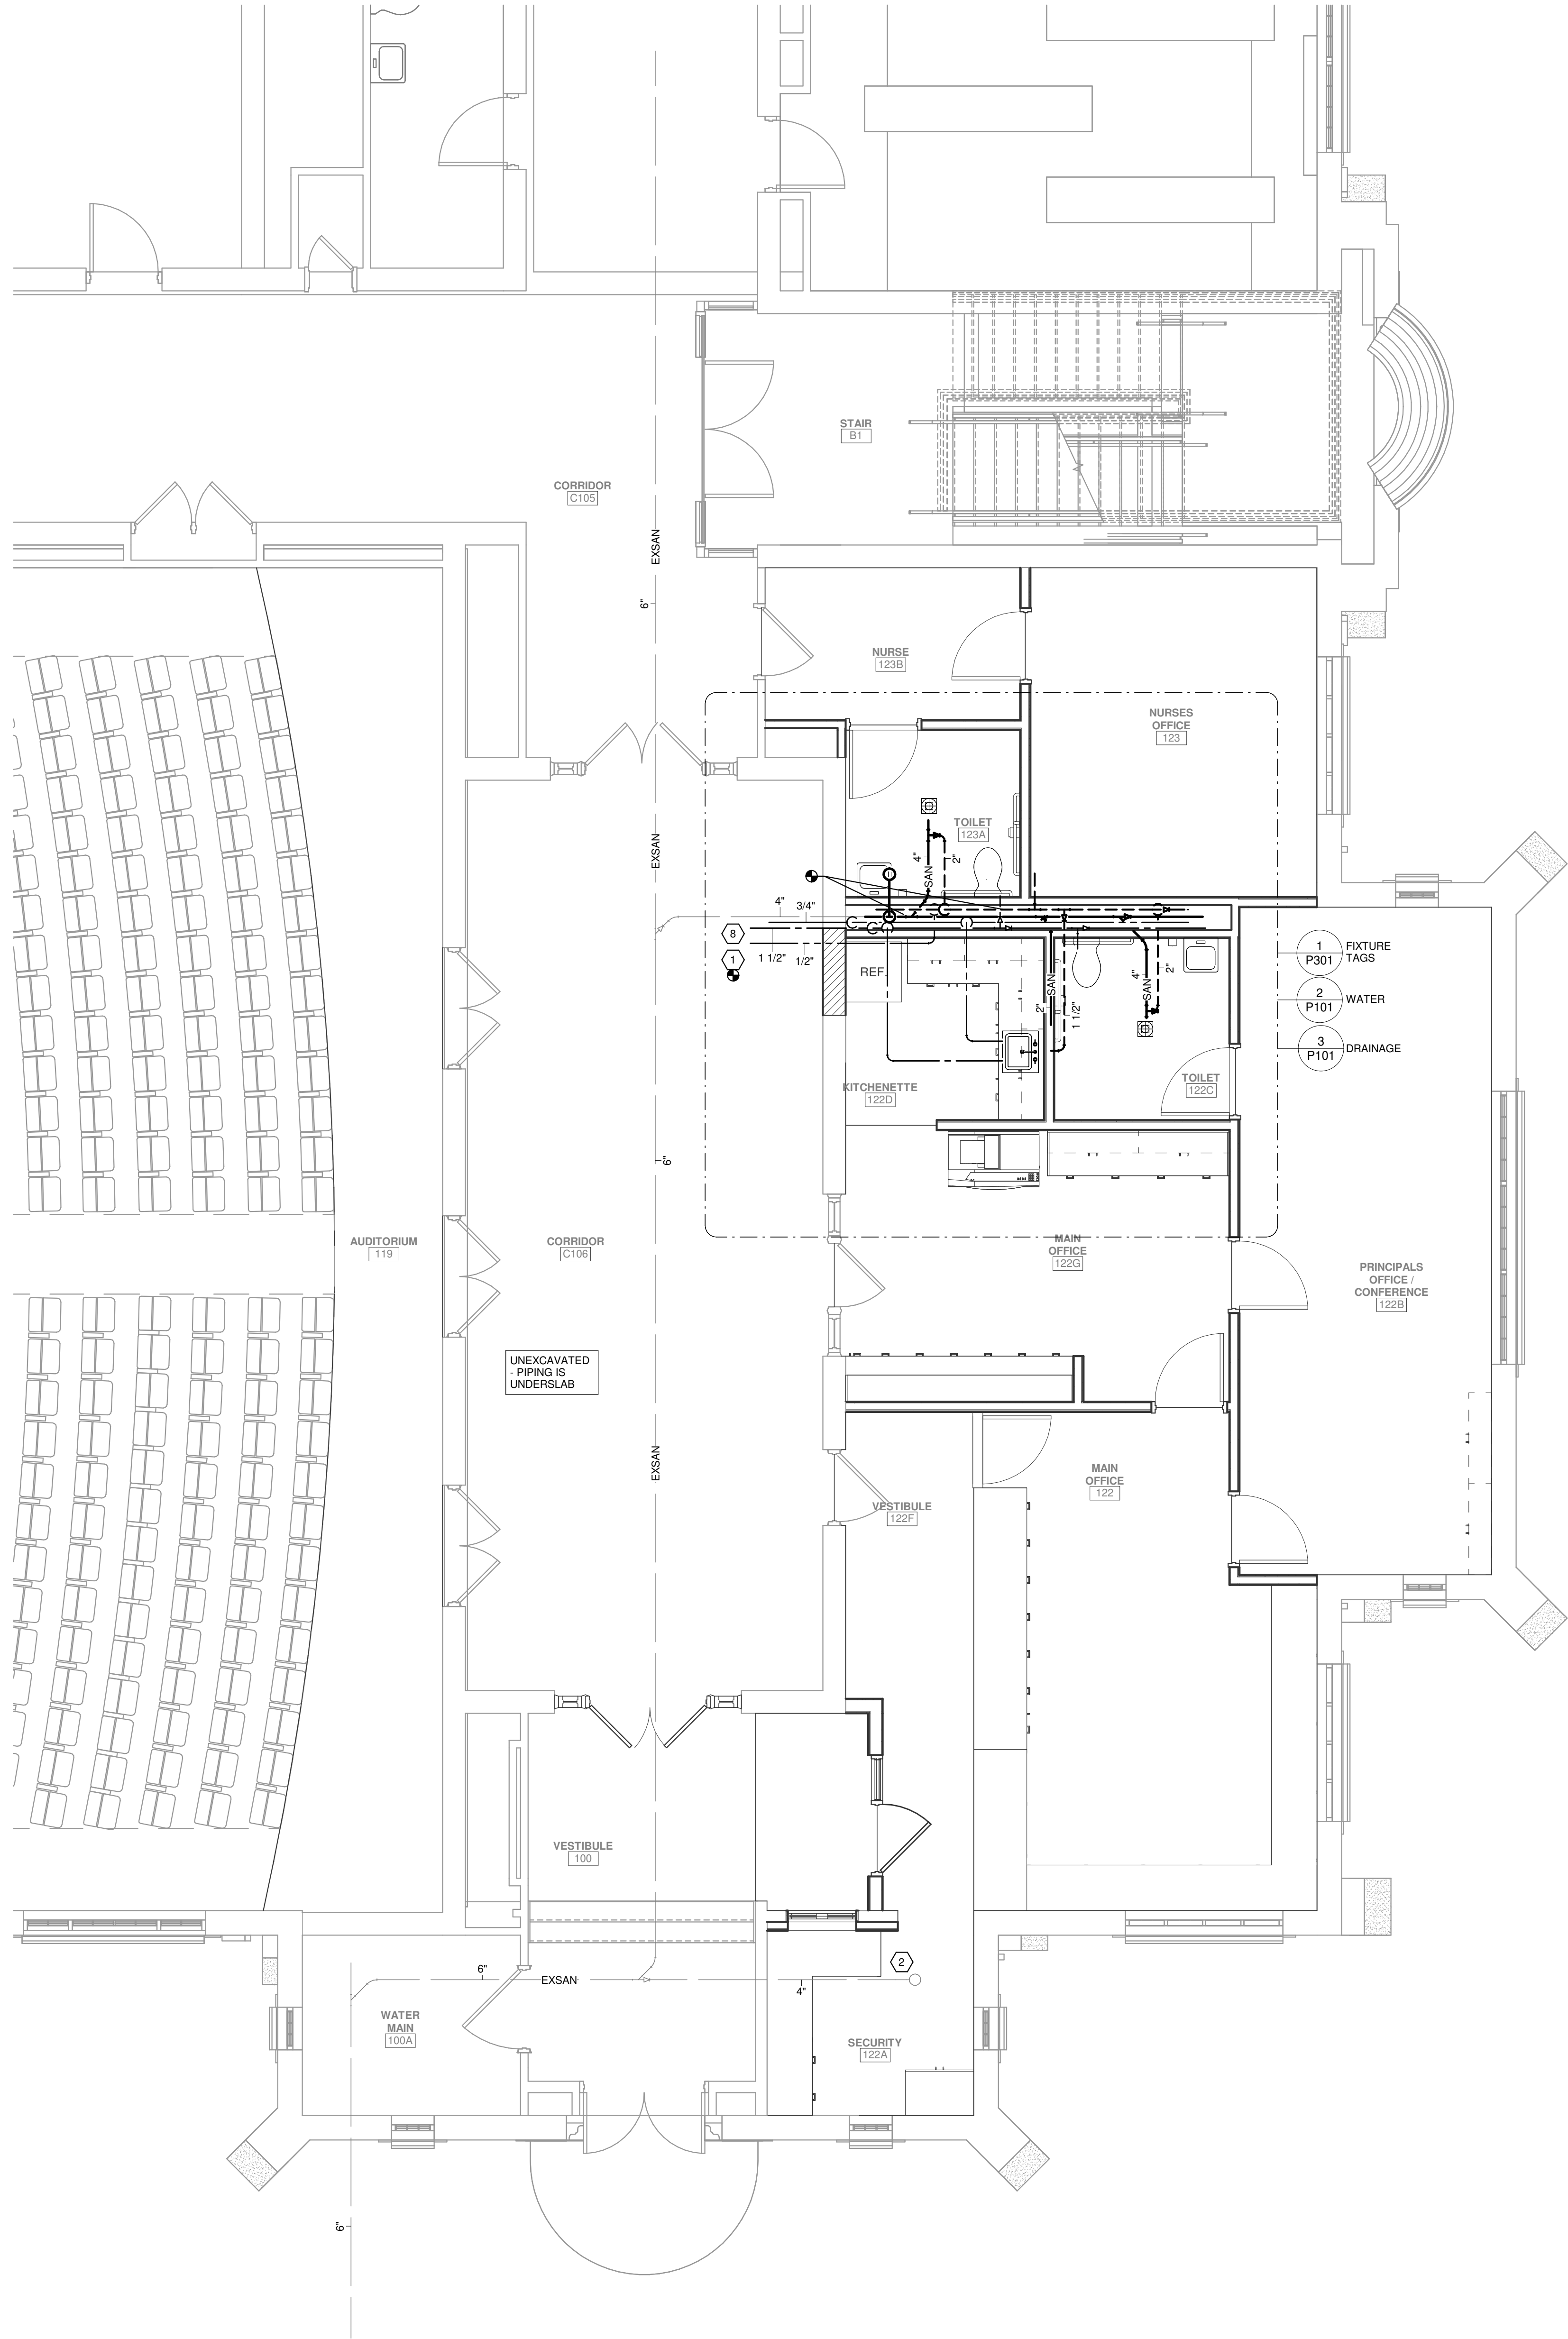 STAIR
B1
CORRIDOR
C105
EXSAN
6"
NURSE
123B
NURSES
OFFICE
123
TOILET
123A
EXSAN
4"
SAN
2"
4"
3/4"
8
1
1 1/2"
1/2"
REF.
2"
SAN
1 1/2"
4"
SAN
2"
1
P301
FIXTURE
TAGS
2
P101
WATER
3
P101
DRAINAGE
KITCHENETTE
122D
TOILET
122C
6"
AUDITORIUM
119
CORRIDOR
C106
MAIN
OFFICE
122G
PRINCIPALS
OFFICE /
CONFERENCE
122B
UNEXCAVATED
- PIPING IS
UNDERSLAB
EXSAN
MAIN
OFFICE
122
VESTIBULE
122F
VESTIBULE
100
2
6"
EXSAN
4"
WATER
MAIN
100A
SECURITY
122A
6"